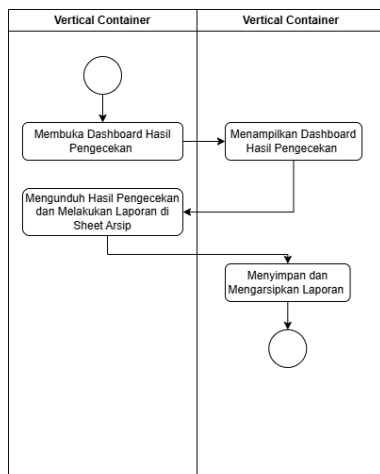 Vertical Container
Vertical Container
Membuka Dashboard Hasil
Pengecekan
Menampilkan Dashboard
Hasil Pengecekan
Mengunduh Hasil Pengecekan
dan Melakukan Laporan di
Sheet Arsip
Menyimpan dan
Mengarsipkan Laporan